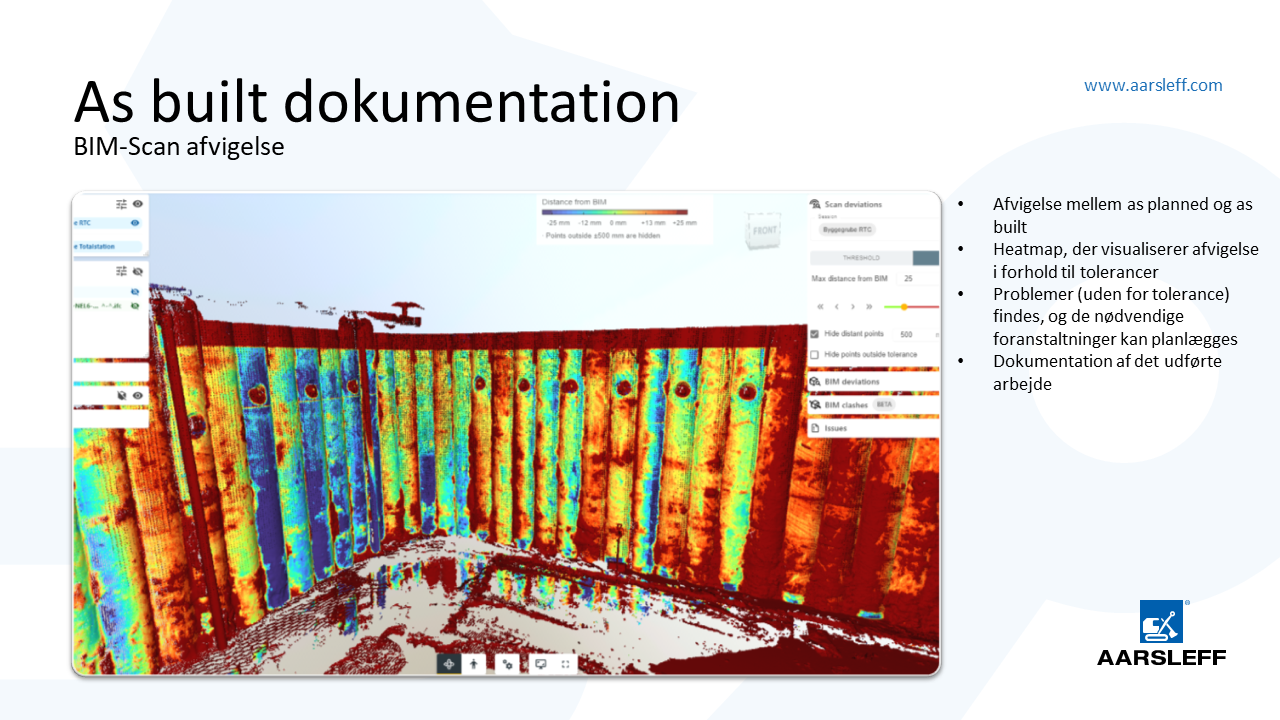 As built dokumentation
www.aarsleff.com
BIM-Scan afvigelse
e RTC
e Totalstation
Distance from BIM
-25 mm -12 mm 0 mm +13 mm +25 mm
Points outside ±500 mm are hidden
FRONT
Scan deviations
Session
THRESHOLD
Max distance from BIM 25
Hide distant points 500
Hide points outside tolerance
BIM deviations
BIM clashes BETA
Issues
• Afvigelse mellem as planned og as
built
• Heatmap, der visualiserer afvigelse
i forhold til tolerancer
• Problemer (uden for tolerance)
findes, og de nødvendige
foranstaltninger kan planlægges
• Dokumentation af det udførte
arbejde
®
AARSLEFF